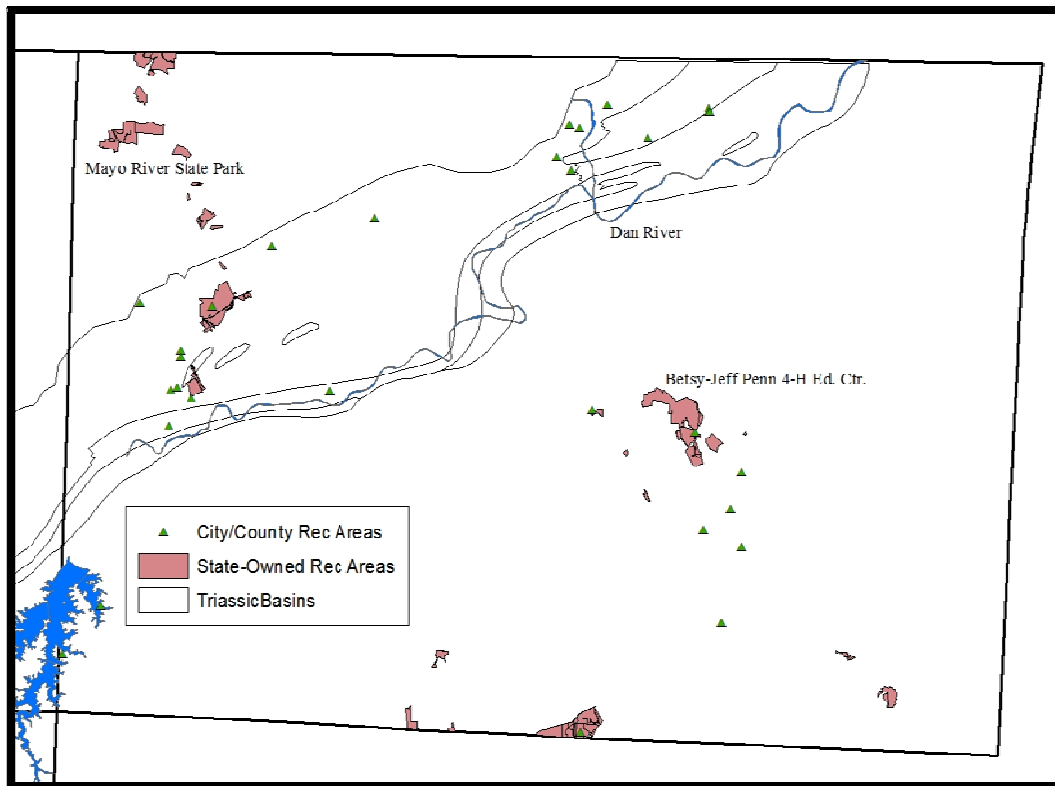 Mayo River State Park
Dan River
Betsy-Jeff Penn 4-H Ed. Ctr.
City/County Rec Areas
State-Owned Rec Areas
TriassicBasins